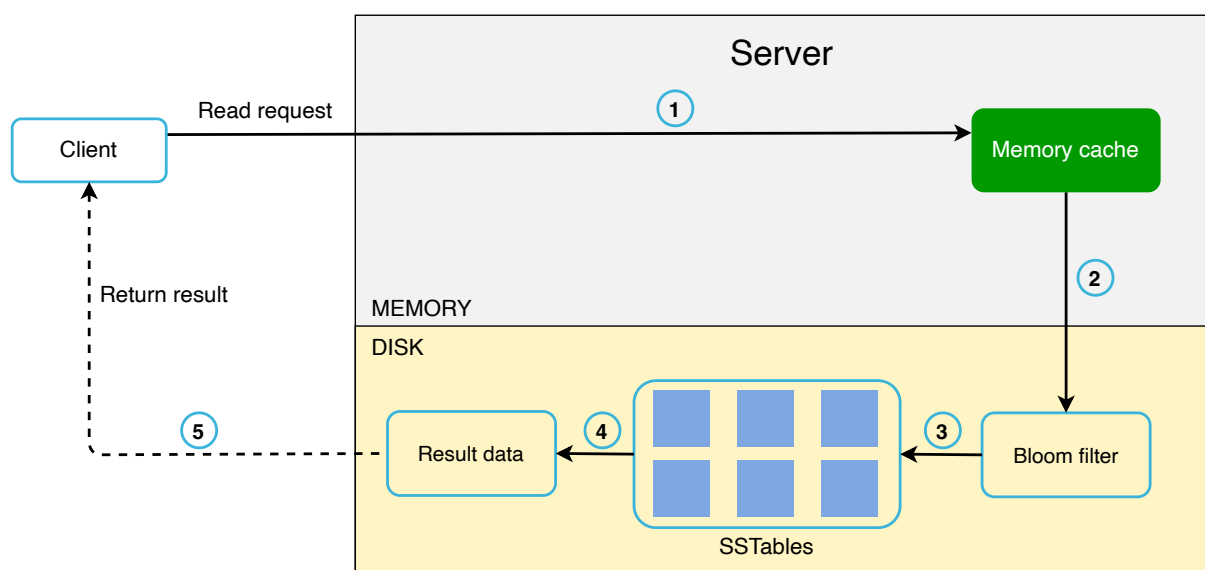 Server
Read request
1
Client
Memory cache
2
Return result
MEMORY
DISK
5
Result data
4
3
Bloom filter
SSTables